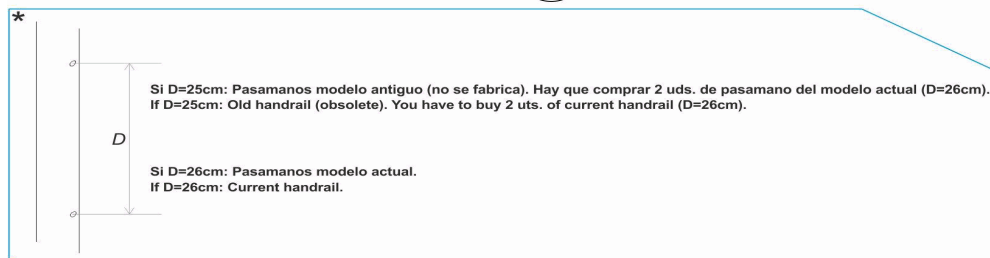 *
Si D=25cm: Pasamanos modelo antiguo (no se fabrica). Hay que comprar 2 uds. de pasamano del modelo actual (D=26cm).
If D=25cm: Old handrail (obsolete). You have to buy 2 uts. of current handrail (D=26cm).
D
Si D=26cm: Pasamanos modelo actual.
If D=26cm: Current handrail.